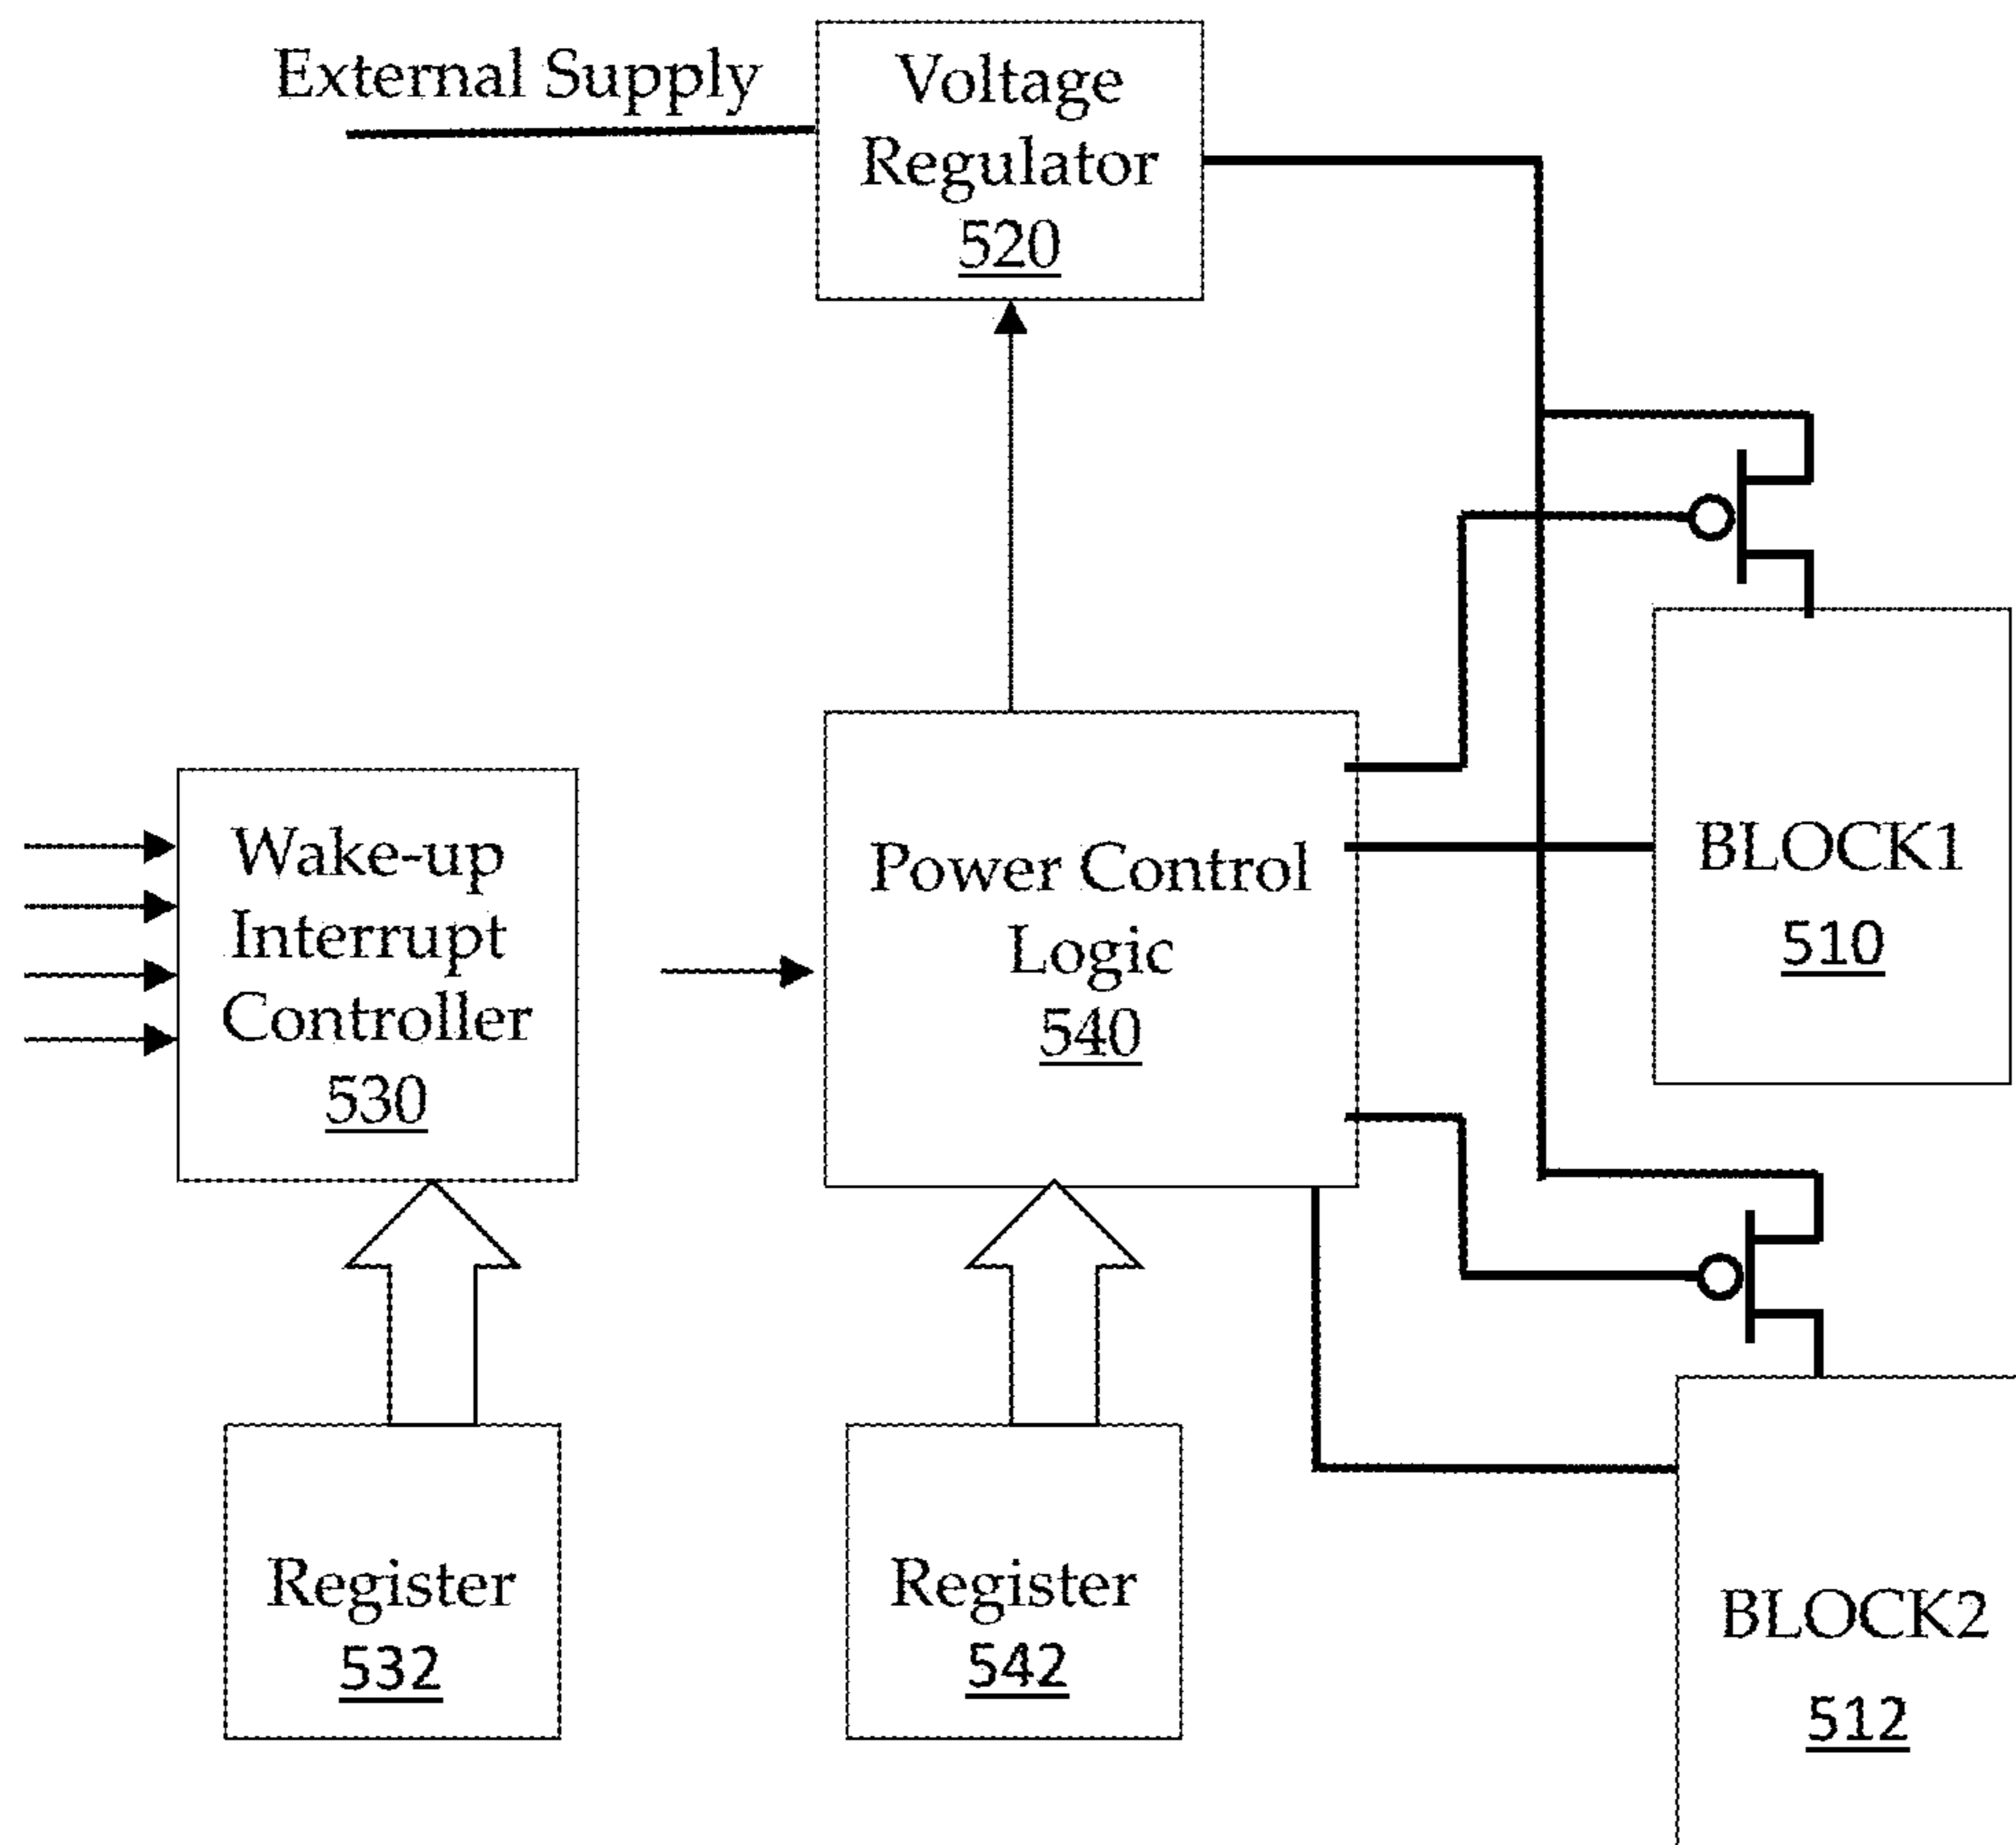 External Supply
Voltage
Regulator
520
Wake-up
Interrupt
Controller
530
Power Control
Logic
540
BLOCK1
510
Register
532
Register
542
BLOCK2
512